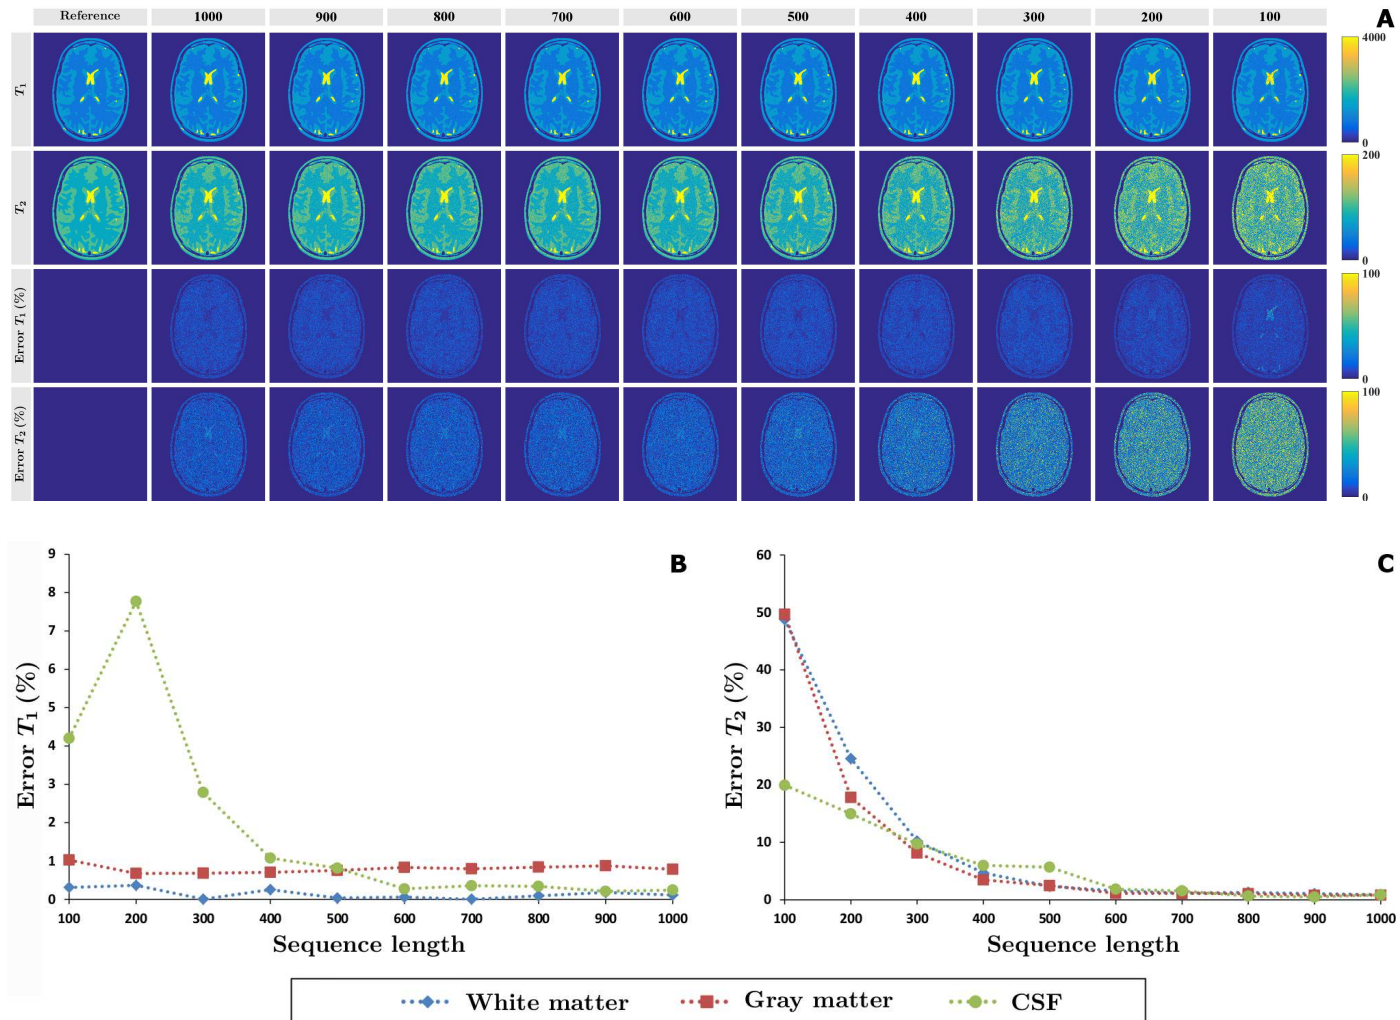 Reference 1000 900 800 700 600 500 400 300 200 100 A
T₁ 4000
0
T₂ 200
0
Error T₁ (%) 100
0
Error T₂ (%) 100
0
B
Error T₁ (%)
9
8
7
6
5
4
3
2
1
0
100 200 300 400 500 600 700 800 900 1000
Sequence length
C
Error T₂ (%)
60
50
40
30
20
10
0
100 200 300 400 500 600 700 800 900 1000
Sequence length
White matter Gray matter CSF